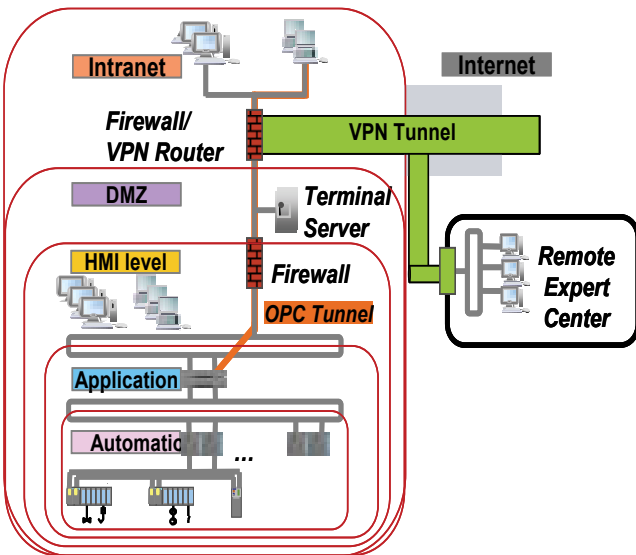 Intranet
Internet
Firewall/
VPN Router
VPN Tunnel
DMZ
Terminal
Server
HMI level
Firewall
Remote
Expert
Center
OPC Tunnel
Application
Automatic
...